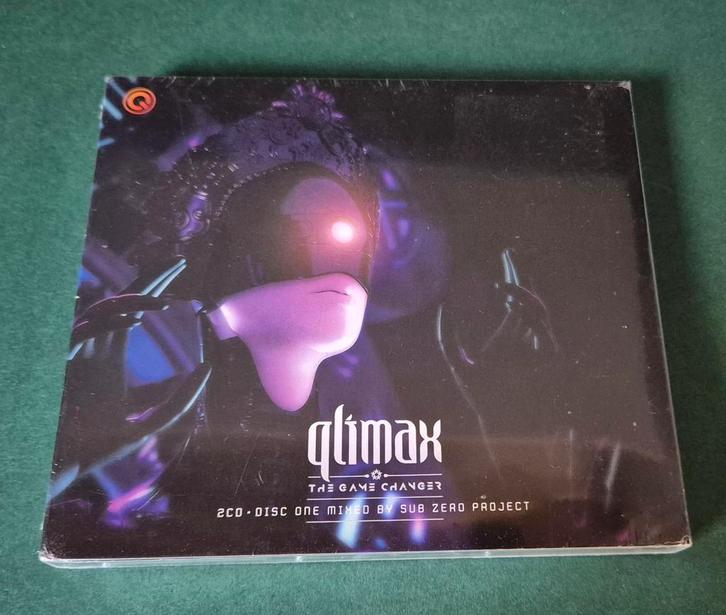 qlimax
THE GAME CHANGER
2CD • DISC ONE MIXED BY SUB ZERO PROJECT